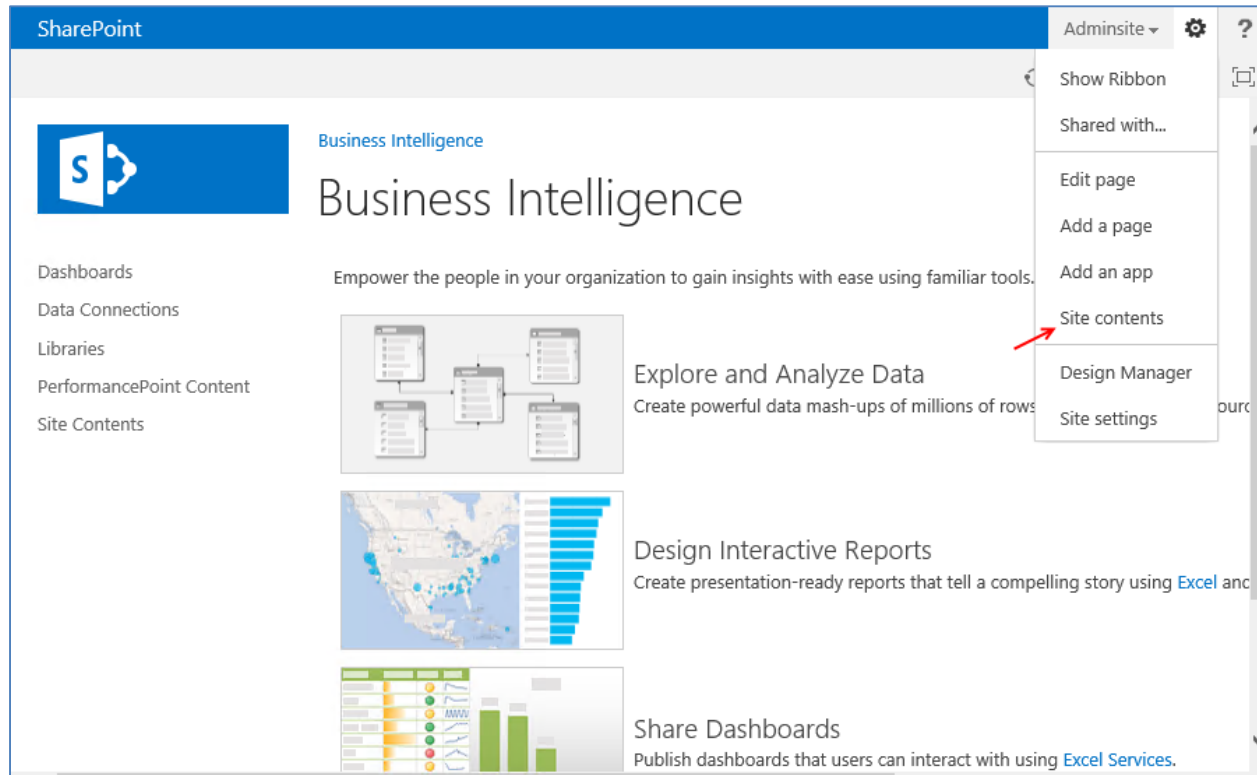 SharePoint
Adminsite
?
Show Ribbon
Shared with...
Edit page
Add a page
Add an app
Site contents
Design Manager
Site settings
S
Business Intelligence
Business Intelligence
Dashboards
Data Connections
Libraries
PerformancePoint Content
Site Contents
Empower the people in your organization to gain insights with ease using familiar tools.
Explore and Analyze Data
Create powerful data mash-ups of millions of rows
Design Interactive Reports
Create presentation-ready reports that tell a compelling story using Excel and
Share Dashboards
Publish dashboards that users can interact with using Excel Services.